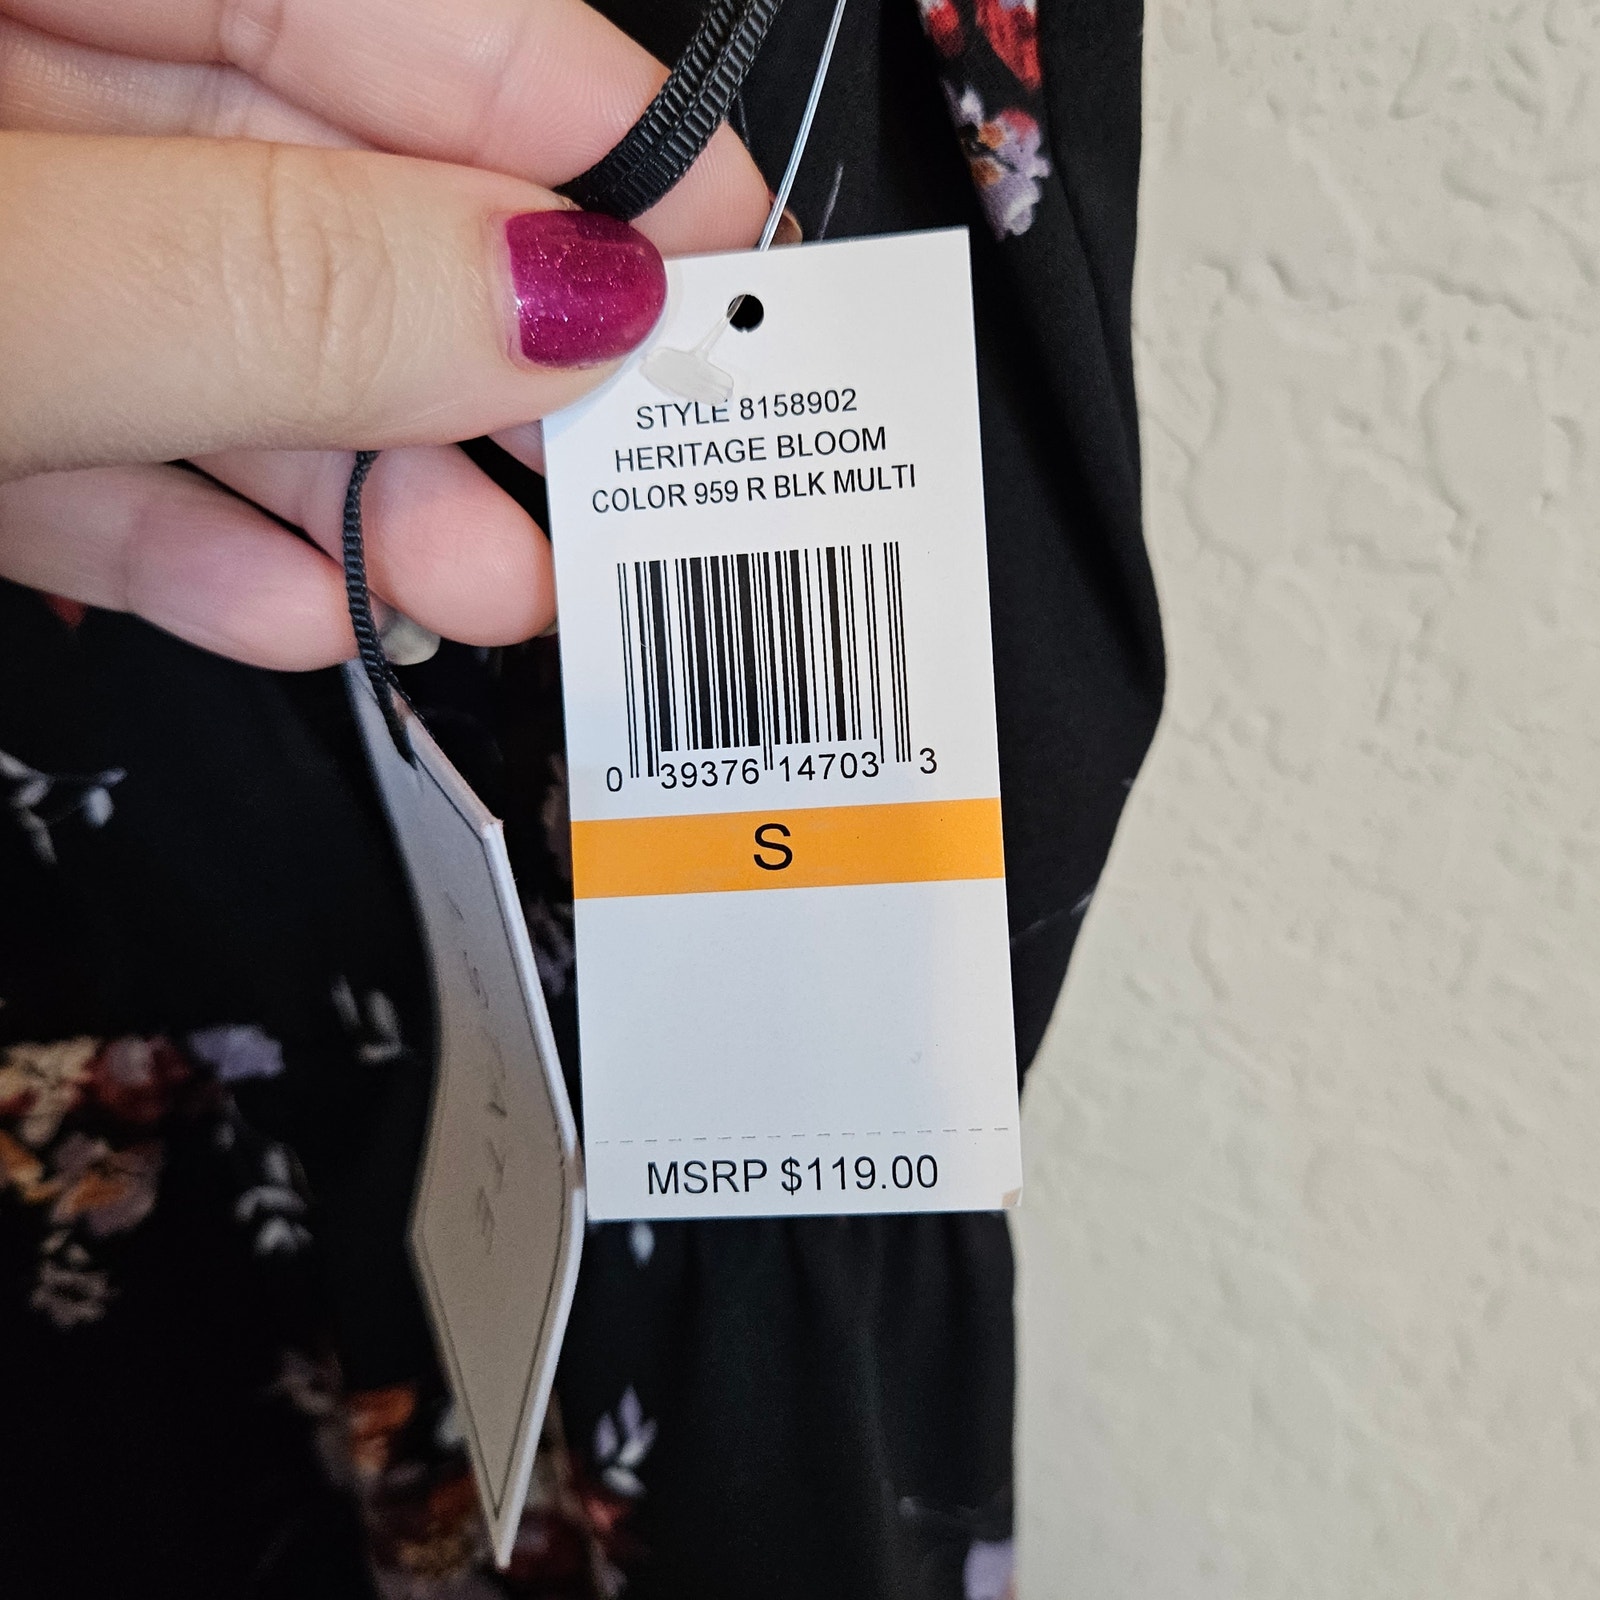 STYLE 8158902
HERITAGE BLOOM
COLOR 959 R BLK MULTI
0 39376 14703 3
S
MSRP $119.00